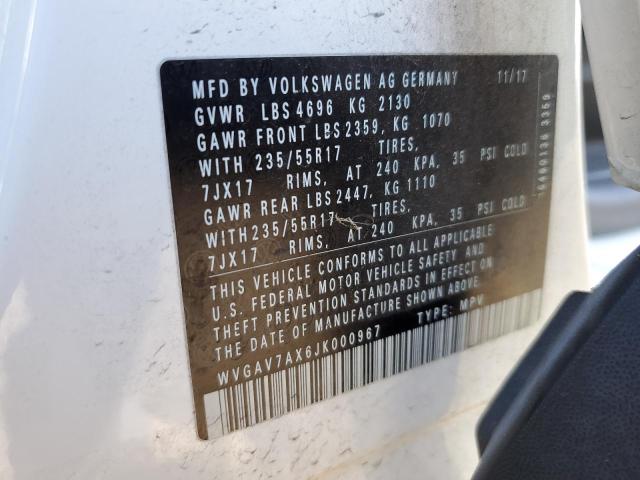 MFD BY VOLKSWAGEN AG GERMANY 11/17
GVWR LBS 4696 KG 2130
GAWR FRONT LBS 2359, KG 1070
WITH 235/55R17 TIRES,
7JX17 RIMS, AT 240 KPA, 35 PSI COLD
GAWR REAR LBS 2447, KG 1110
WITH 235/55R17 TIRES,
7JX17 RIMS, AT 240 KPA, 35 PSI COLD
THIS VEHICLE CONFORMS TO ALL APPLICABLE
U.S. FEDERAL MOTOR VEHICLE SAFETY AND
THEFT PREVENTION STANDARDS IN EFFECT ON THE
DATE OF MANUFACTURE SHOWN ABOVE.
WVGAV7AX6JK000967 TYPE: MPV